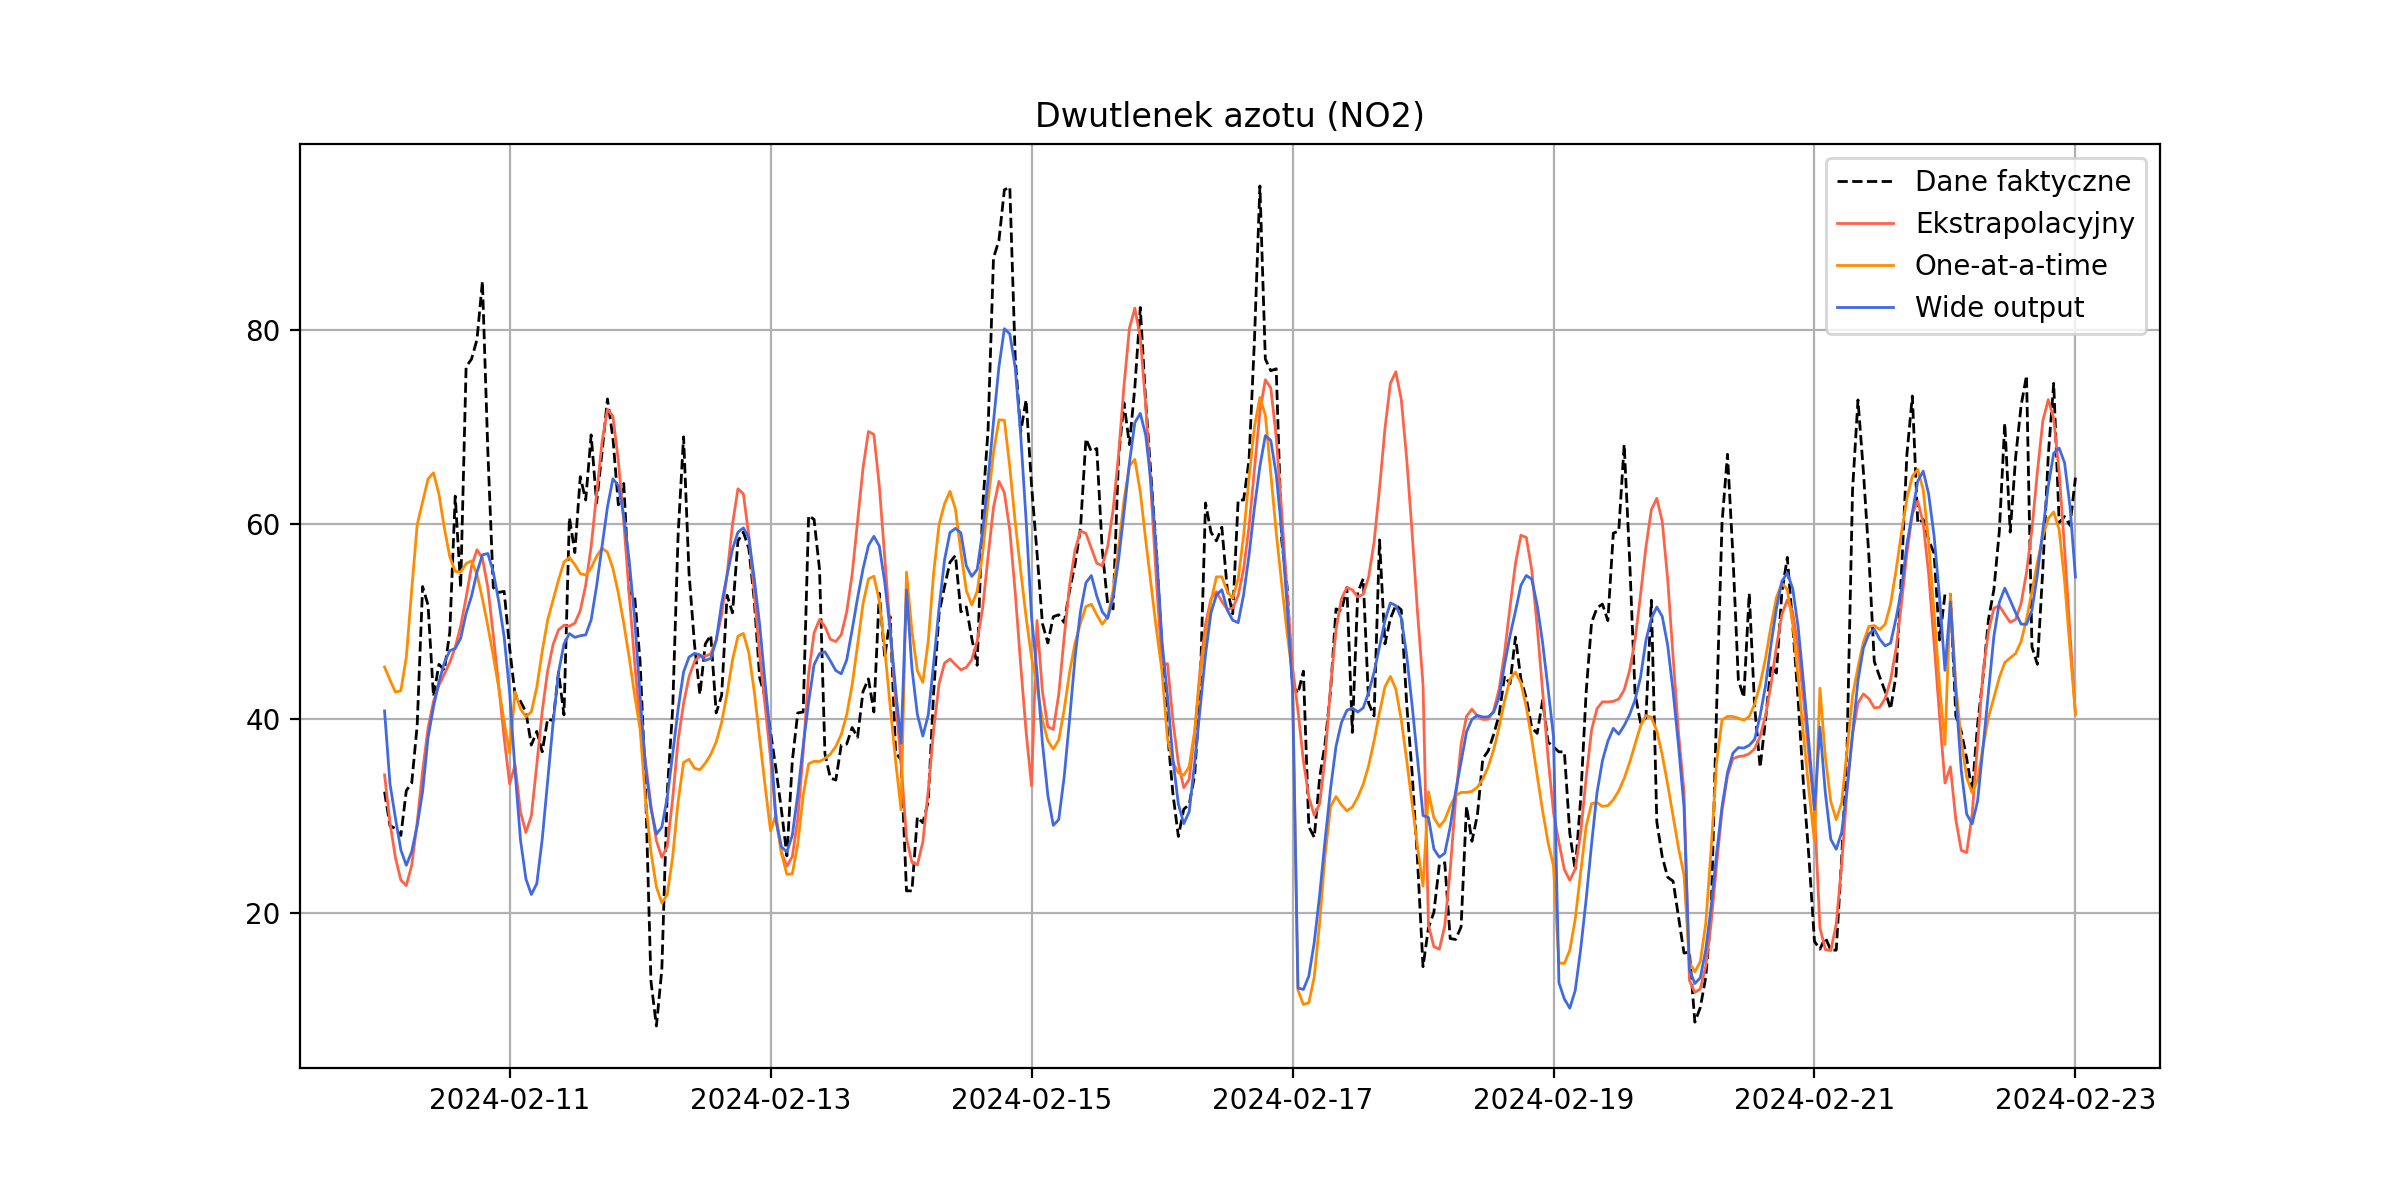 Dwutlenek azotu (NO2)
Dane faktyczne
Ekstrapolacyjny
One-at-a-time
Wide output
80
60
40
20
2024-02-11
2024-02-13
2024-02-15
2024-02-17
2024-02-19
2024-02-21
2024-02-23